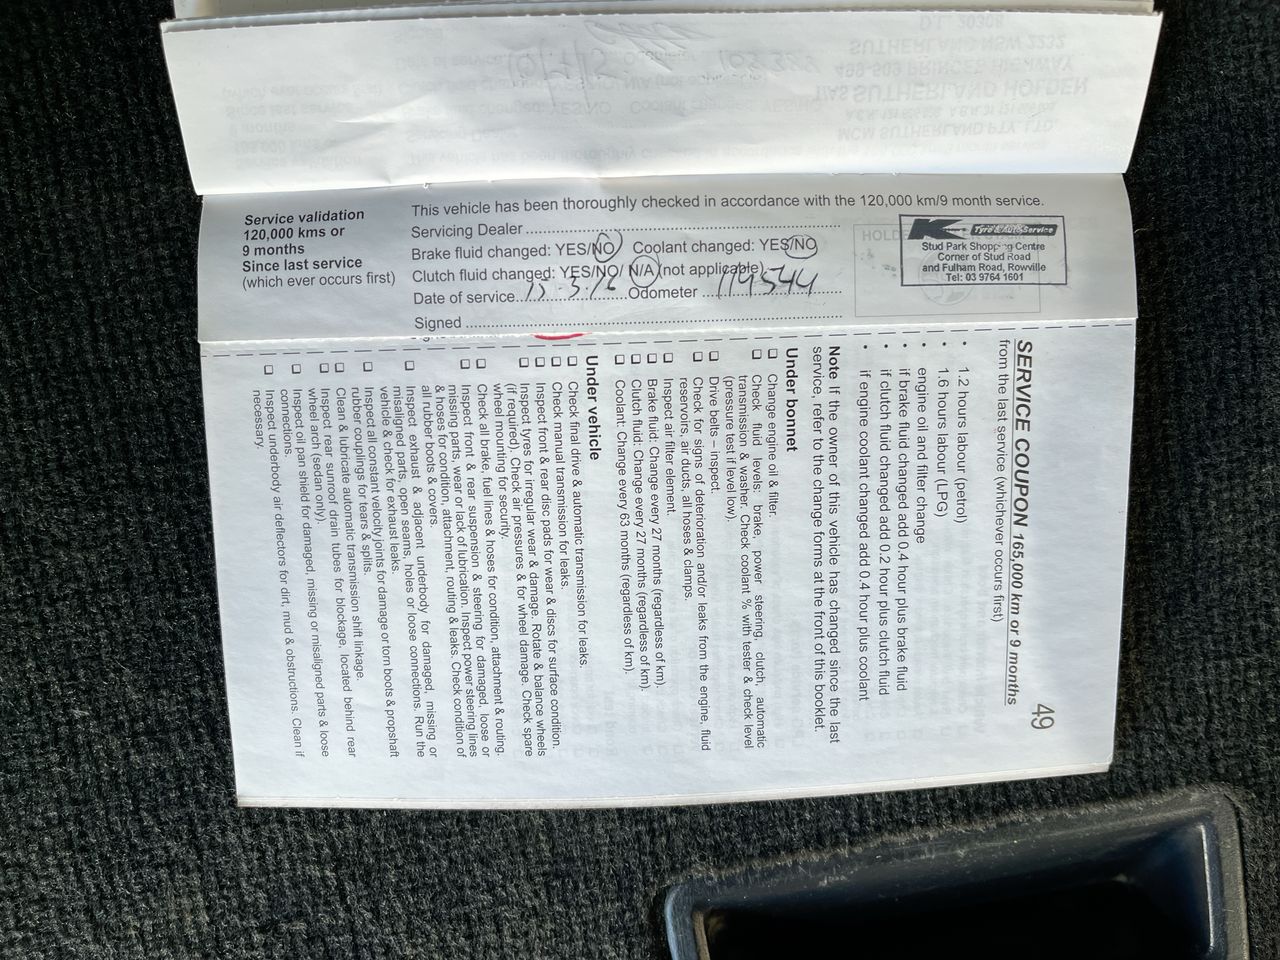 Service validation
120,000 kms or
9 months
Since last service
(which ever occurs first)
This vehicle has been thoroughly checked in accordance with the 120,000 km/9 month service.
Servicing Dealer
Brake fluid changed: YES/NO Coolant changed: YES/NO
Clutch fluid changed: YES/NO/ N/A (not applicable)
Date of service Odometer 119544
Signed
K
Tyre & Auto Service
Stud Park Shopping Centre
Corner of Stud Road
and Fulham Road, Rowville
Tel: 03 9764 1601
49
SERVICE COUPON 165,000 km or 9 months
from the last service (whichever occurs first)
• 1.2 hours labour (petrol)
• 1.6 hours labour (LPG)
engine oil and filter change
• if brake fluid changed add 0.4 hour plus brake fluid
• if clutch fluid changed add 0.2 hour plus clutch fluid
• if engine coolant changed add 0.4 hour plus coolant
Note If the owner of this vehicle has changed since the last
service, refer to the change forms at the front of this booklet.
Under bonnet
Change engine oil & filter.
Check fluid levels: brake, power steering, clutch, automatic
transmission & washer. Check coolant % with tester & check level
(pressure test if level low).
Drive belts – inspect.
Check for signs of deterioration and/or leaks from the engine, fluid
reservoirs, air ducts, all hoses & clamps.
Inspect air filter element.
Brake fluid: Change every 27 months (regardless of km).
Clutch fluid: Change every 27 months (regardless of km).
Coolant: Change every 63 months (regardless of km).
Under vehicle
Check final drive & automatic transmission for leaks.
Check manual transmission for leaks.
Inspect front & rear disc pads for wear & discs for surface condition.
Inspect tyres for irregular wear & damage. Rotate & balance wheels
(if required). Check air pressures & for wheel damage. Check spare
wheel mounting for security.
Check all brake, fuel lines & hoses for condition, attachment & routing.
Inspect front & rear suspension & steering for damaged, loose or
missing parts, wear or lack of lubrication. Inspect power steering lines
& hoses for condition, attachment, routing & leaks. Check condition of
all rubber boots & covers.
Inspect exhaust & adjacent underbody for damaged, missing or
misaligned parts, open seams, holes or loose connections. Run the
vehicle & check for exhaust leaks.
Inspect all constant velocity joints for damage or torn boots & propshaft
rubber couplings for tears & splits.
Clean & lubricate automatic transmission shift linkage.
Inspect rear sunroof drain tubes for blockage, located behind rear
wheel arch (sedan only).
Inspect oil pan shield for damaged, missing or misaligned parts & loose
connections.
Inspect underbody air deflectors for dirt, mud & obstructions. Clean if
necessary.